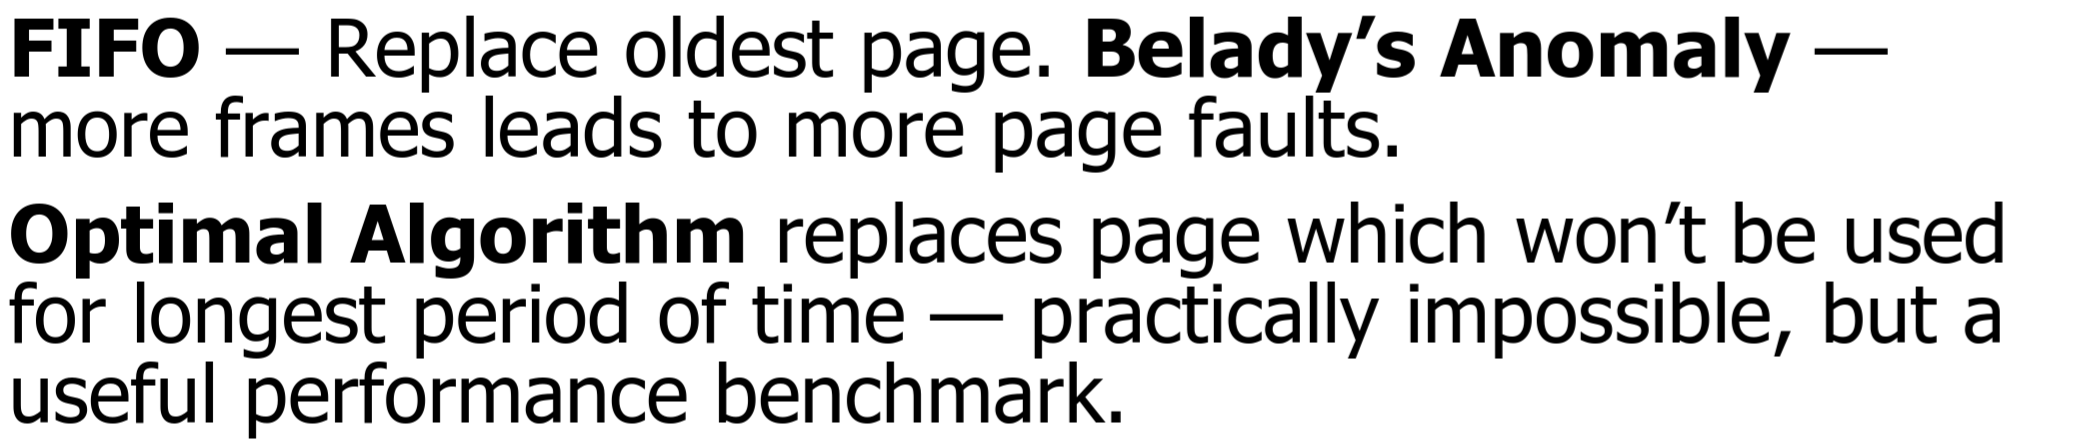 FIFO — Replace oldest page. Belady’s Anomaly —
more frames leads to more page faults.
Optimal Algorithm replaces page which won’t be used
for longest period of time — practically impossible, but a
useful performance benchmark.